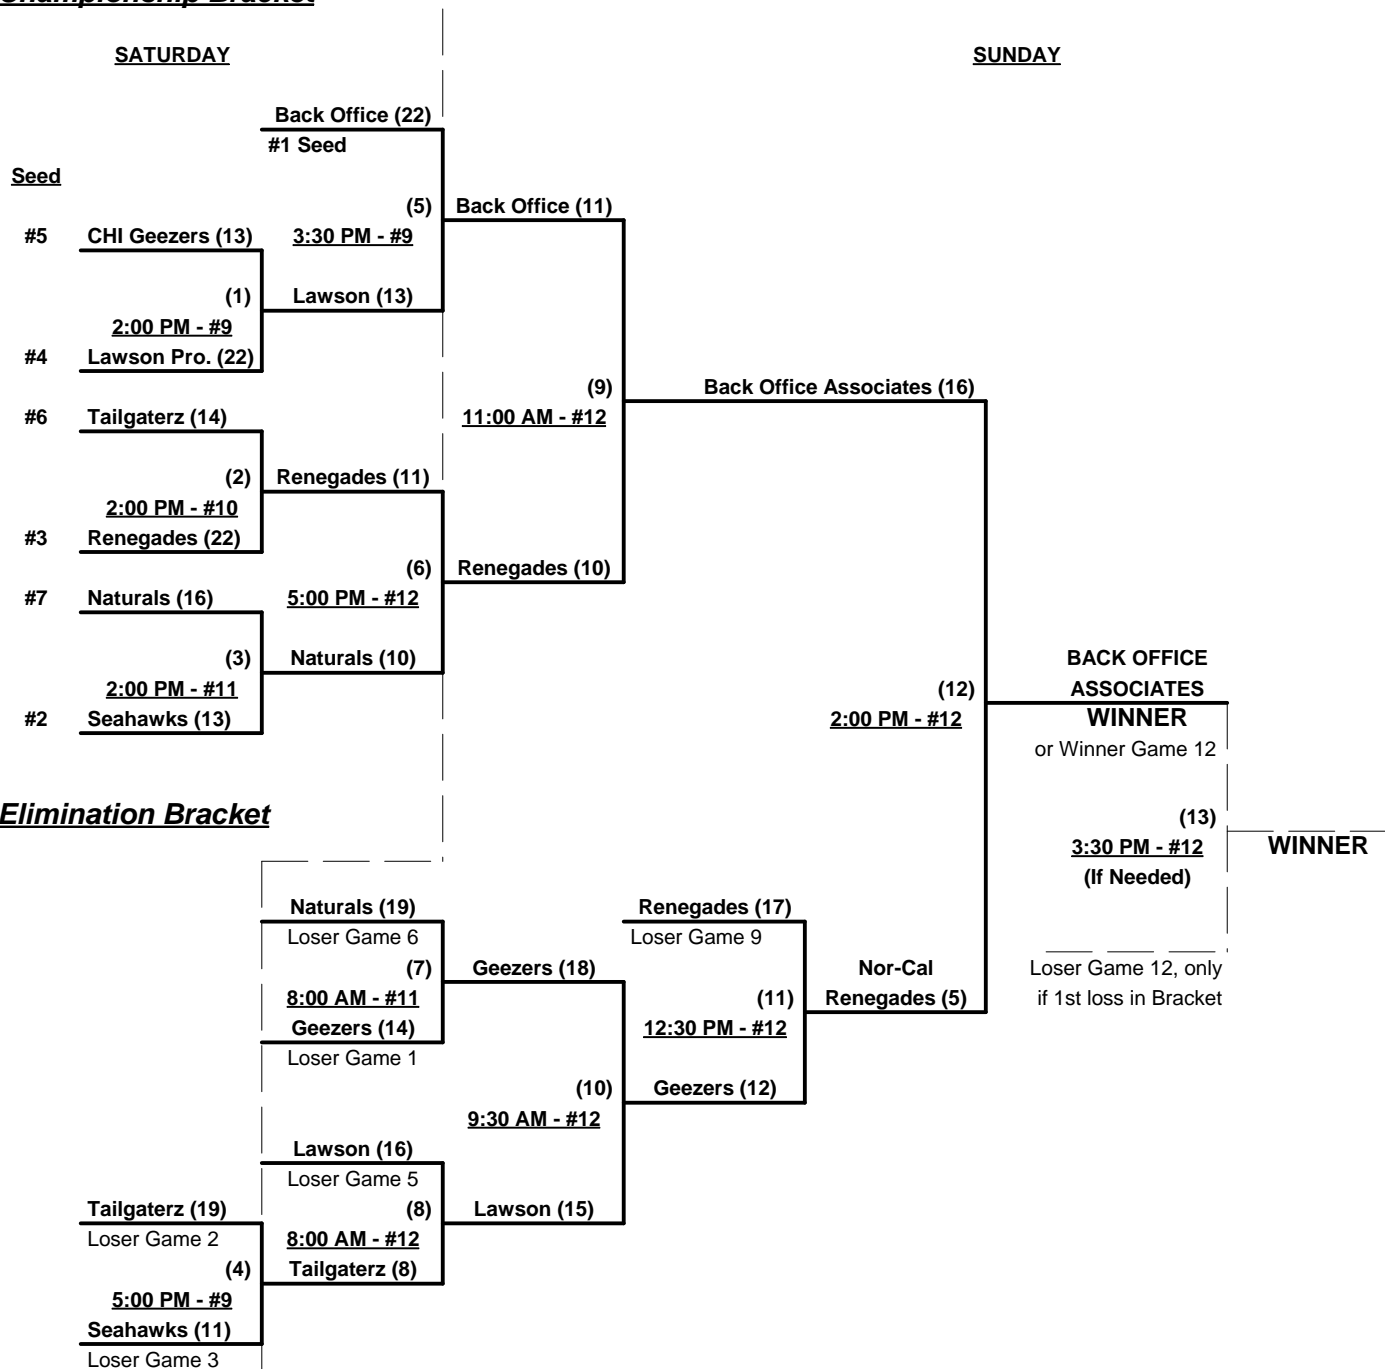 Championship Bracket
SATURDAY
SUNDAY
Back Office (22)
#1 Seed
Seed
(5)
Back Office (11)
#5
CHI Geezers (13)
3:30 PM - #9
(1)
Lawson (13)
2:00 PM - #9
#4
Lawson Pro. (22)
(9)
Back Office Associates (16)
#6
Tailgaterz (14)
11:00 AM - #12
(2)
Renegades (11)
2:00 PM - #10
#3
Renegades (22)
(6)
Renegades (10)
#7
Naturals (16)
5:00 PM - #12
(3)
Naturals (10)
BACK OFFICE
2:00 PM - #11
(12)
ASSOCIATES
#2
Seahawks (13)
2:00 PM - #12
WINNER
or Winner Game 12
Elimination Bracket
(13)
3:30 PM - #12
WINNER
(If Needed)
Naturals (19)
Renegades (17)
Loser Game 6
Loser Game 9
(7)
Geezers (18)
Nor-Cal
Loser Game 12, only
8:00 AM - #11
(11)
Renegades (5)
if 1st loss in Bracket
Geezers (14)
12:30 PM - #12
Loser Game 1
(10)
Geezers (12)
9:30 AM - #12
Lawson (16)
Loser Game 5
Tailgaterz (19)
(8)
Lawson (15)
Loser Game 2
8:00 AM - #12
(4)
Tailgaterz (8)
5:00 PM - #9
Seahawks (11)
Loser Game 3